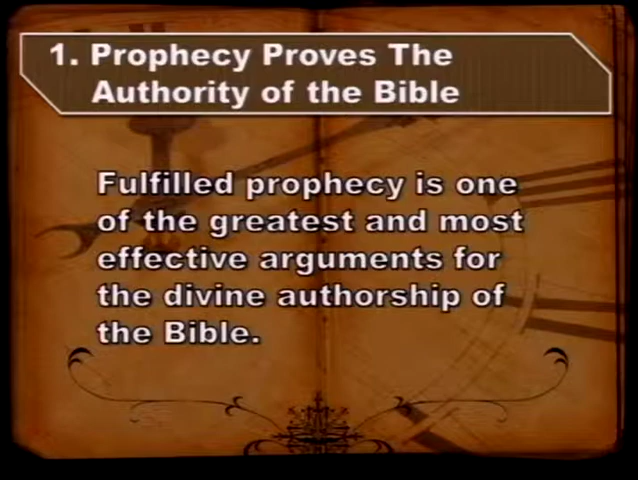 1. Prophecy Proves The
Authority of the Bible
Fulfilled prophecy is one
of the greatest and most
effective arguments for
the divine authorship of
the Bible.